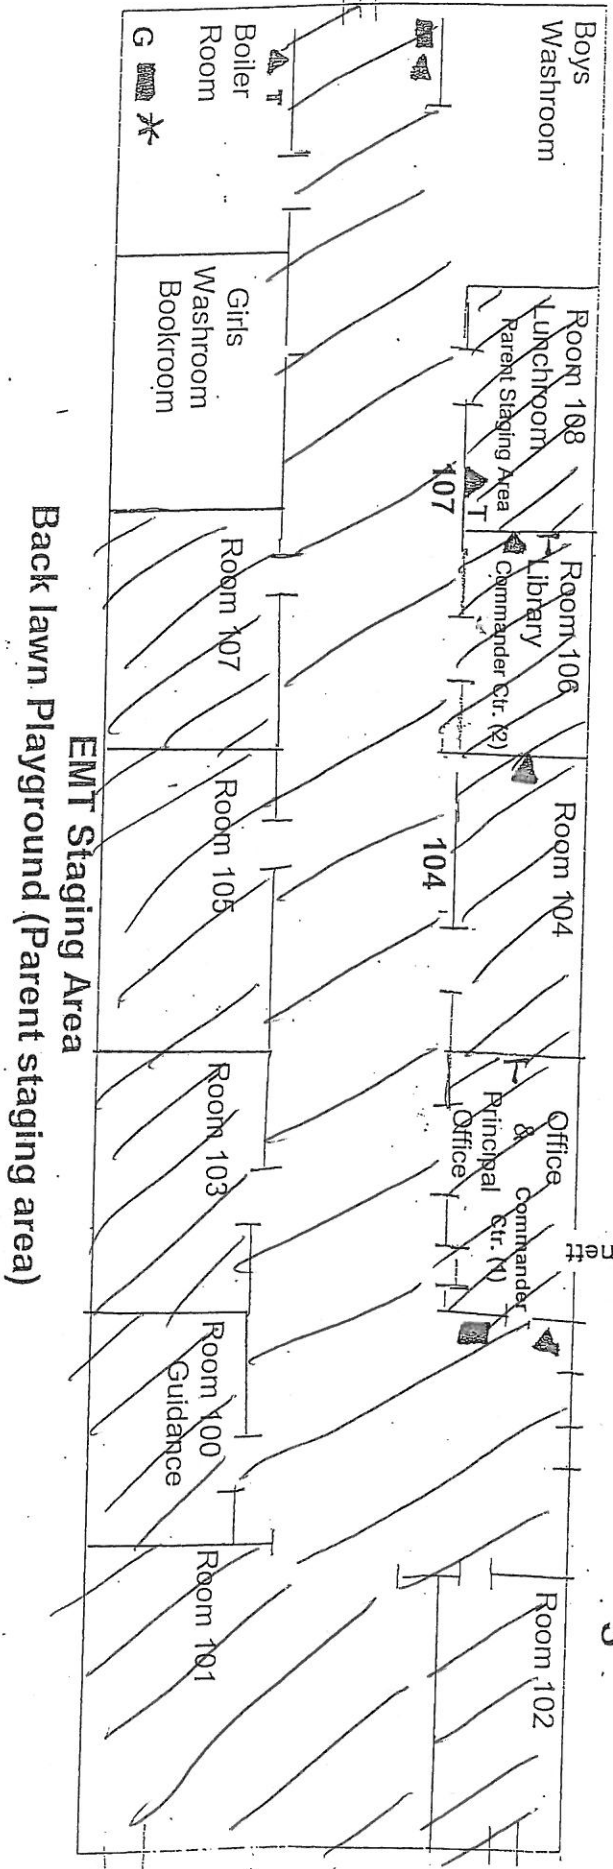 Boys
Washroom
Room 108
Lunchroom
Parent Staging Area
T
Room 106
Library
Commander Ctr. (2)
T
Room 104
Office
&
Principal
Office
Commander
Ctr. (1)
T
Room 102
107
104
T
Boiler
Room
G
Girls
Washroom
Bookroom
Room 107
Room 105
Room 103
Room 100
Guidance
Room 101
EMT Staging Area
Back lawn Playground (Parent staging area)